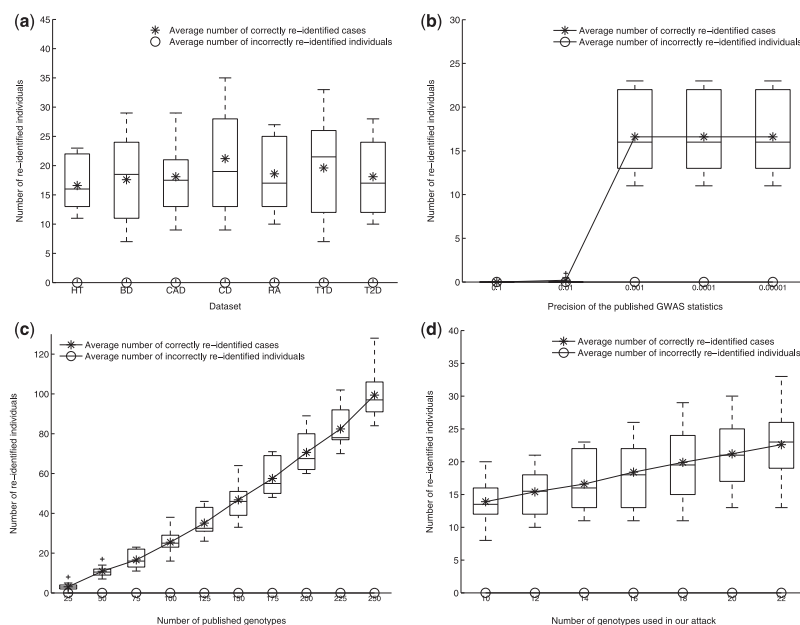 (a)
Average number of correctly re−identified cases
Average number of incorrectly re−identified individuals
45
40
35
30
25
20
15
10
5
0
Number of re−identified individuals
HT BD CAD CD HA T1D T2D
Dataset
(b)
Average number of correctly re−identified cases
Average number of incorrectly re−identified individuals
30
25
20
15
10
5
0
Number of re−identified individuals
0.1 0.01 0.001 0.0001 0.00001
Precision of the published GWAS statistics
(c)
Average number of correctly re−identified cases
Average number of incorrectly re−identified individuals
120
100
80
60
40
20
0
Number of re−identified individuals
25 50 75 100 125 150 175 200 225 250
Number of published genotypes
(d)
Average number of correctly re−identified cases
Average number of incorrectly re−identified individuals
40
35
30
25
20
15
10
5
0
Number of re−identified individuals
10 12 14 16 18 20 22
Number of genotypes used in our attack